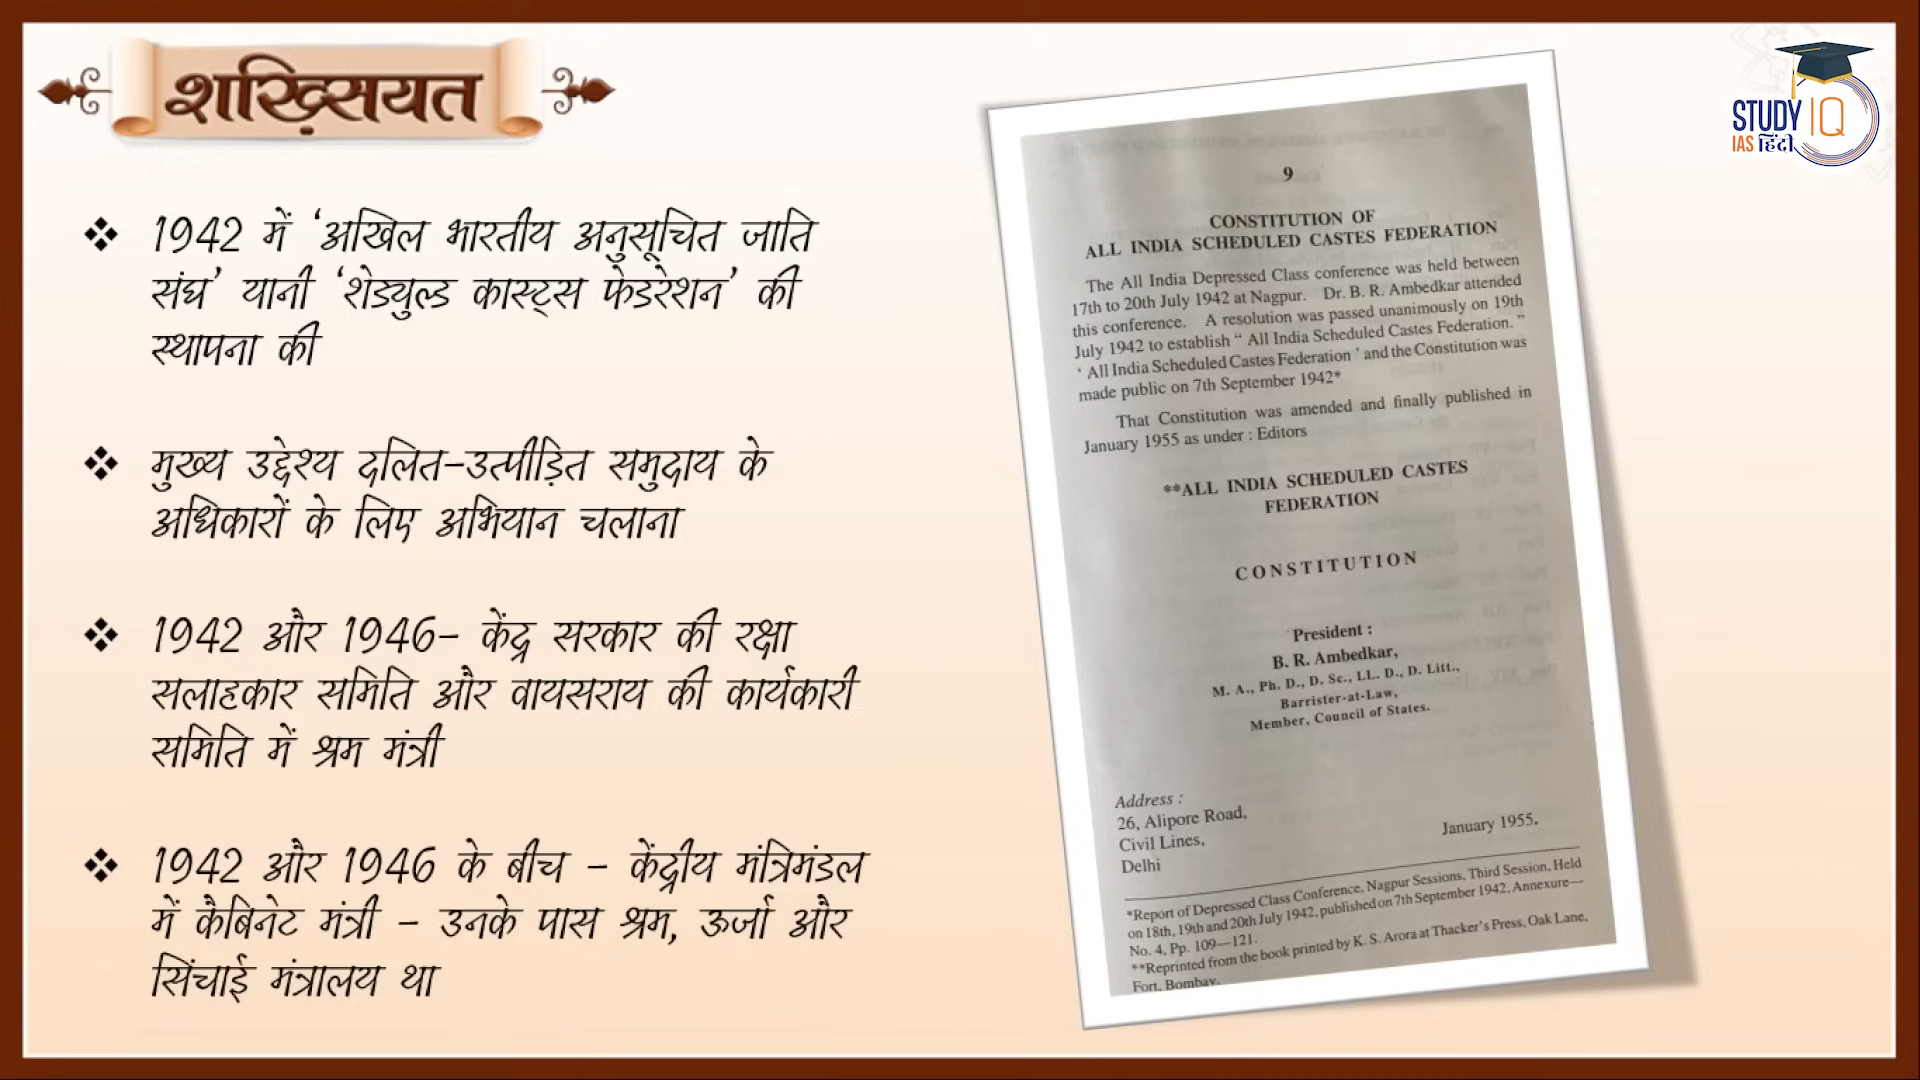 शख़्सियत
STUDY IQ
IAS हिंदी
❖ 1942 में ‘अखिल भारतीय अनुसूचित जाति
संघ’ यानी ‘शेड्युल्ड कास्ट्स फेडरेशन’ की
स्थापना की
❖ मुख्य उद्देश्य दलित-उत्पीड़ित समुदाय के
अधिकारों के लिए अभियान चलाना
❖ 1942 और 1946- केंद्र सरकार की रक्षा
सलाहकार समिति और वायसराय की कार्यकारी
समिति में श्रम मंत्री
❖ 1942 और 1946 के बीच - केंद्रीय मंत्रिमंडल
में कैबिनेट मंत्री - उनके पास श्रम, ऊर्जा और
सिंचाई मंत्रालय था
9
CONSTITUTION OF
ALL INDIA SCHEDULED CASTES FEDERATION
The All India Depressed Class conference was held between
17th to 20th July 1942 at Nagpur. Dr. B. R. Ambedkar attended
this conference. A resolution was passed unanimously on 19th
July 1942 to establish “ All India Scheduled Castes Federation. ”
‘ All India Scheduled Castes Federation ’ and the Constitution was
made public on 7th September 1942*
That Constitution was amended and finally published in
January 1955 as under : Editors
**ALL INDIA SCHEDULED CASTES
FEDERATION
CONSTITUTION
President :
B. R. Ambedkar,
M. A., Ph. D., D. Sc., LL. D., D. Litt.,
Barrister-at-Law,
Member, Council of States.
Address :
26, Alipore Road,
Civil Lines,
Delhi
January 1955.
*Report of Depressed Class Conference, Nagpur Sessions, Third Session, Held
on 18th, 19th and 20th July 1942, published on 7th September 1942, Annexure—
No. 4, Pp. 109—121.
**Reprinted from the book printed by K. S. Arora at Thacker’s Press, Oak Lane,
Fort, Bombay.